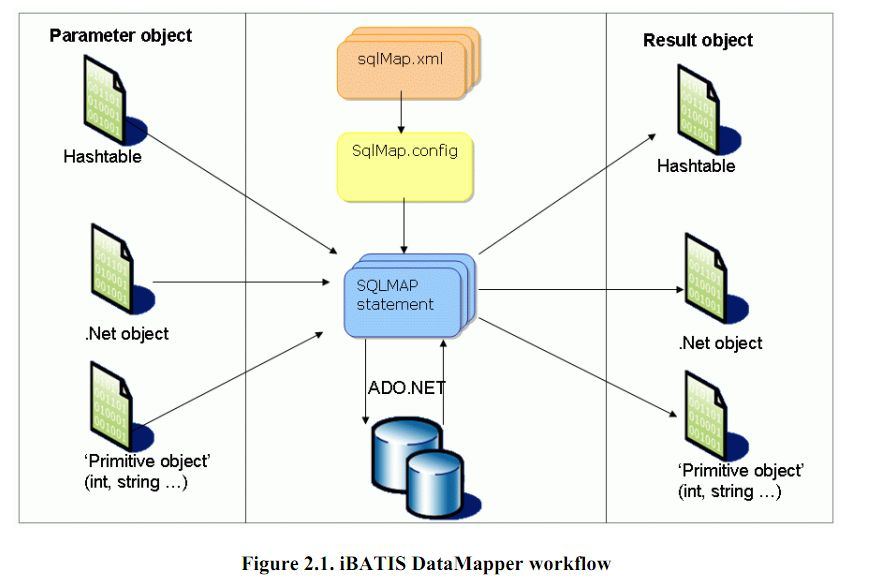 Parameter object
Hashtable
.Net object
‘Primitive object’
(int, string …)
sqlMap.xml
SqlMap.config
SQLMAP
statement
ADO.NET
Result object
Hashtable
.Net object
‘Primitive object’
(int, string …)
Figure 2.1. iBATIS DataMapper workflow